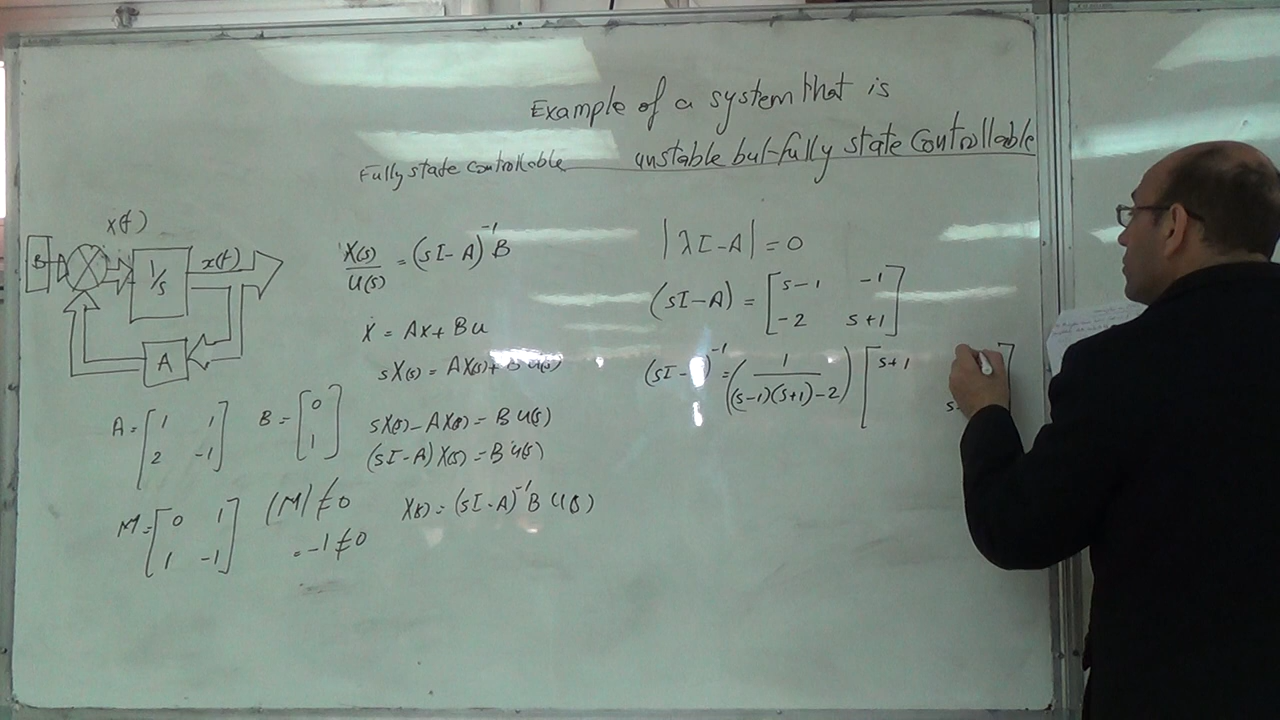 Example of a system that is
unstable but fully state Controllable
Fully state controllable
x(t)
B
1/s
x(t)
A
A = [1 1; 2 -1]
B = [0; 1]
M = [0 1; 1 -1]
|M| ≠ 0
= -1 ≠ 0
X(s)/U(s) = (sI - A)⁻¹ B
Ẋ = AX + BU
sX(s) = AX(s) + B U(s)
sX(s) - AX(s) = B U(s)
(sI - A) X(s) = B U(s)
X(s) = (sI - A)⁻¹ B U(s)
|λI - A| = 0
(sI - A) = [s-1 -1; -2 s+1]
(sI - )⁻¹ = (1/((s-1)(s+1)-2)) [s+1 s-]